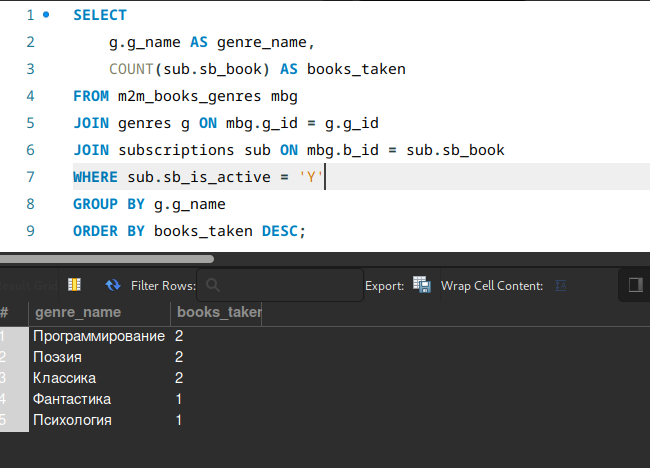 1 SELECT
2 g.g_name AS genre_name,
3 COUNT(sub.sb_book) AS books_taken
4 FROM m2m_books_genres mbg
5 JOIN genres g ON mbg.g_id = g.g_id
6 JOIN subscriptions sub ON mbg.b_id = sub.sb_book
7 WHERE sub.sb_is_active = 'Y'
8 GROUP BY g.g_name
9 ORDER BY books_taken DESC;
Result Grid Filter Rows: Export: Wrap Cell Content:
# genre_name books_taken
1 Программирование 2
2 Поэзия 2
3 Классика 2
4 Фантастика 1
5 Психология 1